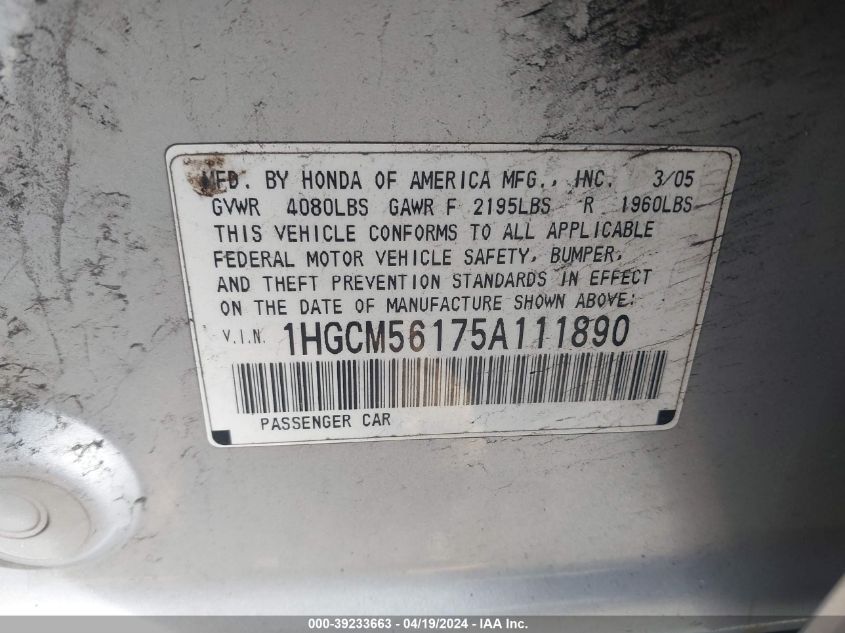 MFD. BY HONDA OF AMERICA MFG., INC. 3/05
GVWR 4080LBS GAWR F 2195LBS R 1960LBS
THIS VEHICLE CONFORMS TO ALL APPLICABLE
FEDERAL MOTOR VEHICLE SAFETY, BUMPER,
AND THEFT PREVENTION STANDARDS IN EFFECT
ON THE DATE OF MANUFACTURE SHOWN ABOVE:
V.I.N. 1HGCM56175A111890
PASSENGER CAR
000-39233663 - 04/19/2024 - IAA Inc.